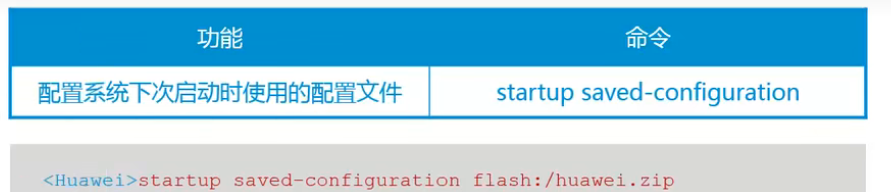 功能 命令
配置系统下次启动时使用的配置文件 startup saved-configuration
<Huawei>startup saved-configuration flash:/huawei.zip